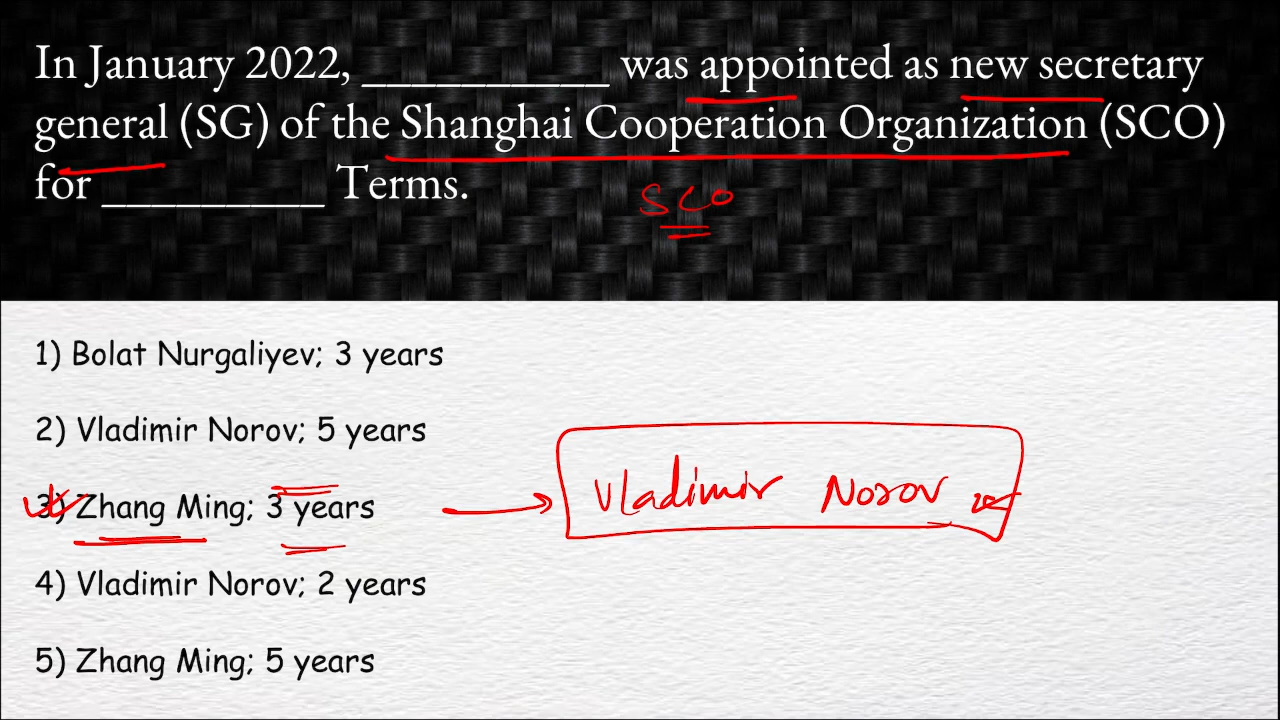 In January 2022, __________ was appointed as new secretary
general (SG) of the Shanghai Cooperation Organization (SCO)
for __________ Terms.
SCO
1) Bolat Nurgaliyev; 3 years
2) Vladimir Norov; 5 years
3) Zhang Ming; 3 years
Vladimir Norov
4) Vladimir Norov; 2 years
5) Zhang Ming; 5 years